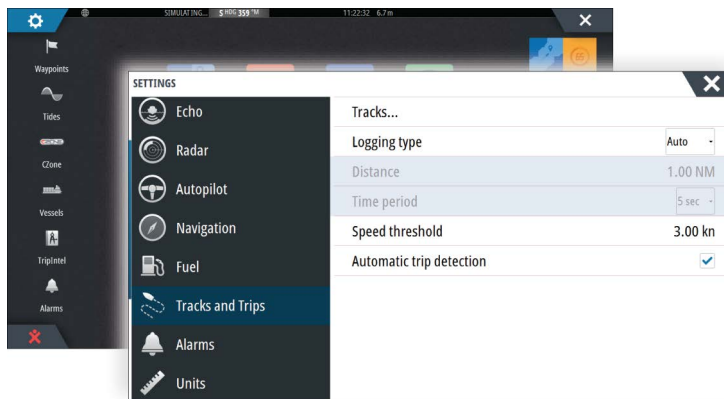 SIMULATING... S HDG 359 °M 11:22:32 6.7 m
Waypoints
Tides
CZone
Vessels
TripIntel
Alarms
SETTINGS
Echo
Radar
Autopilot
Navigation
Fuel
Tracks and Trips
Alarms
Units
Tracks...
Logging type Auto
Distance 1.00 NM
Time period 5 sec
Speed threshold 3.00 kn
Automatic trip detection